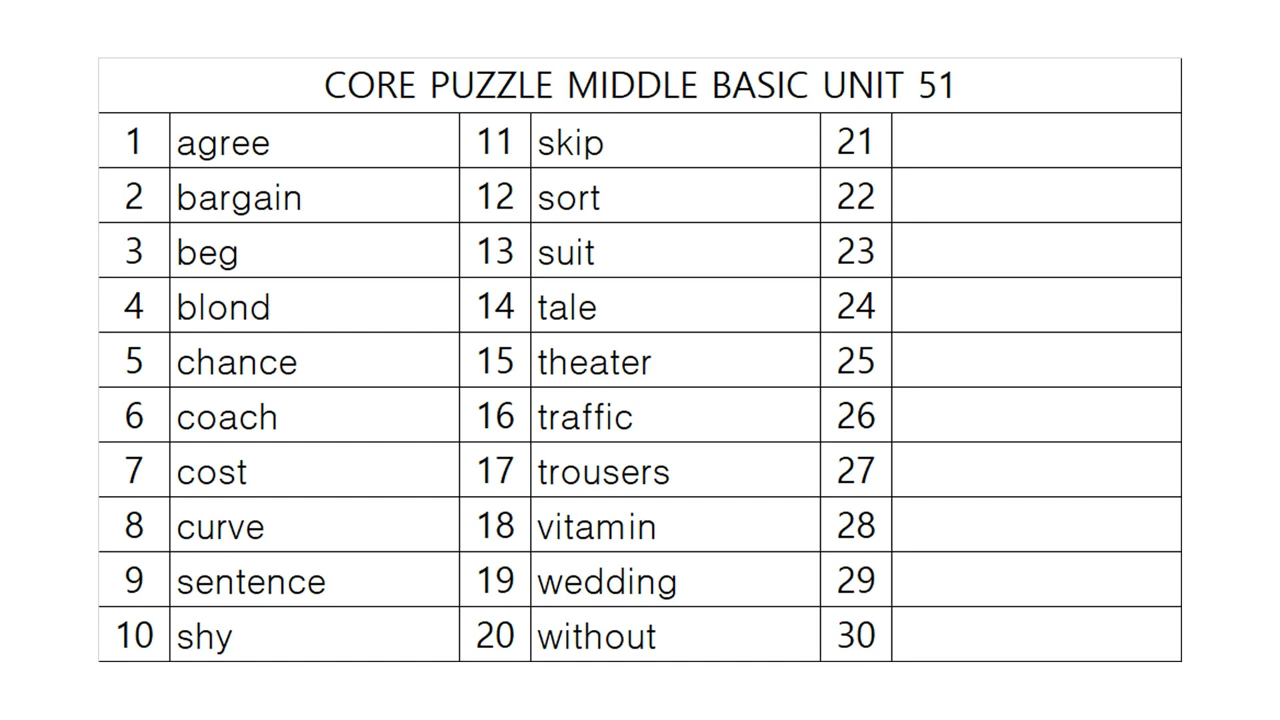 CORE PUZZLE MIDDLE BASIC UNIT 51
1 agree 11 skip 21
2 bargain 12 sort 22
3 beg 13 suit 23
4 blond 14 tale 24
5 chance 15 theater 25
6 coach 16 traffic 26
7 cost 17 trousers 27
8 curve 18 vitamin 28
9 sentence 19 wedding 29
10 shy 20 without 30